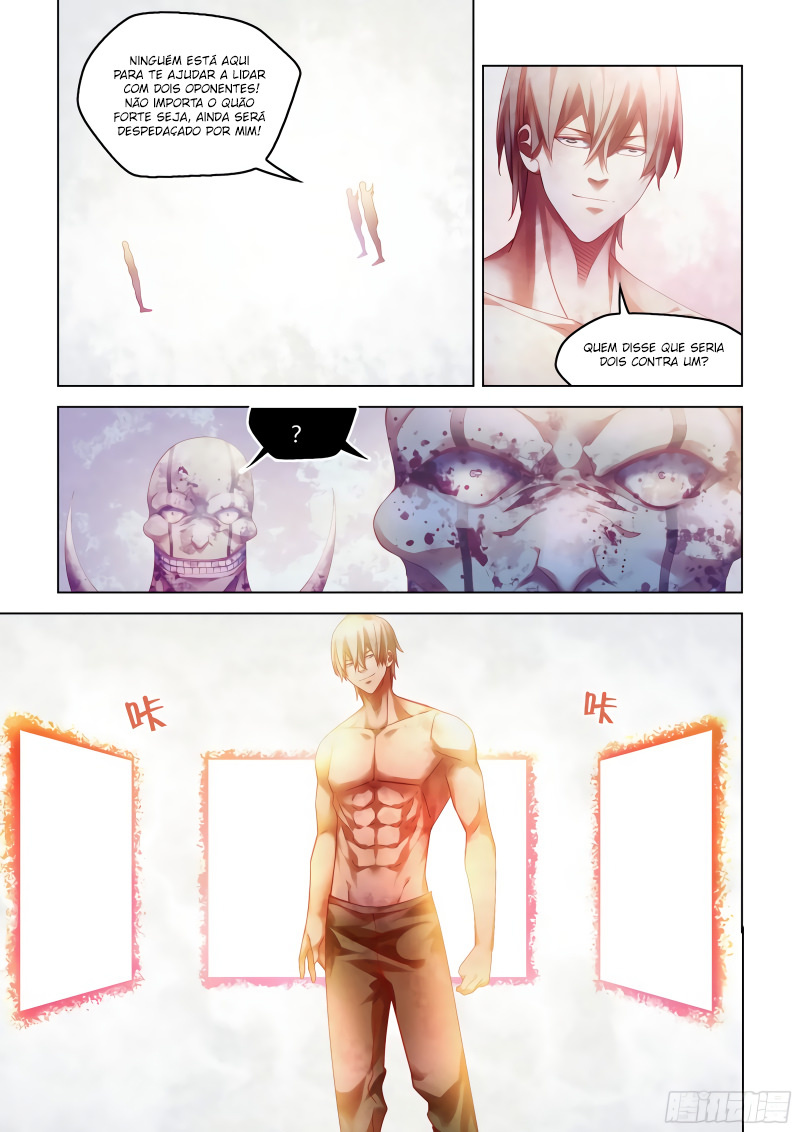 NINGUÉM ESTÁ AQUI
PARA TE AJUDAR A LIDAR
COM DOIS OPONENTES!
NÃO IMPORTA O QUÃO
FORTE SEJA, AINDA SERÁ
DESPEDAÇADO POR MIM!
QUEM DISSE QUE SERIA
DOIS CONTRA UM?
?
咔
咔
腾讯动漫